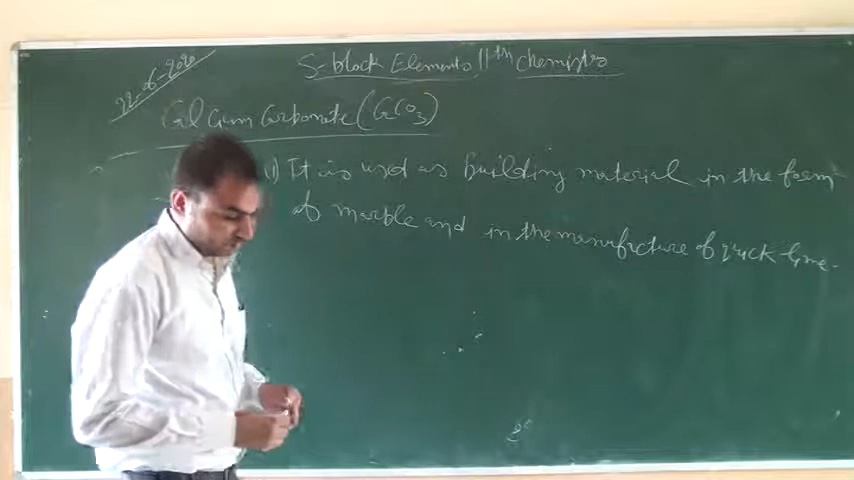 22-06-2020
S-block Elements, 11th Chemistry
Calcium Carbonate (CaCO3)
(1) It is used as building material in the form
of marble and in the manufacture of quick lime.